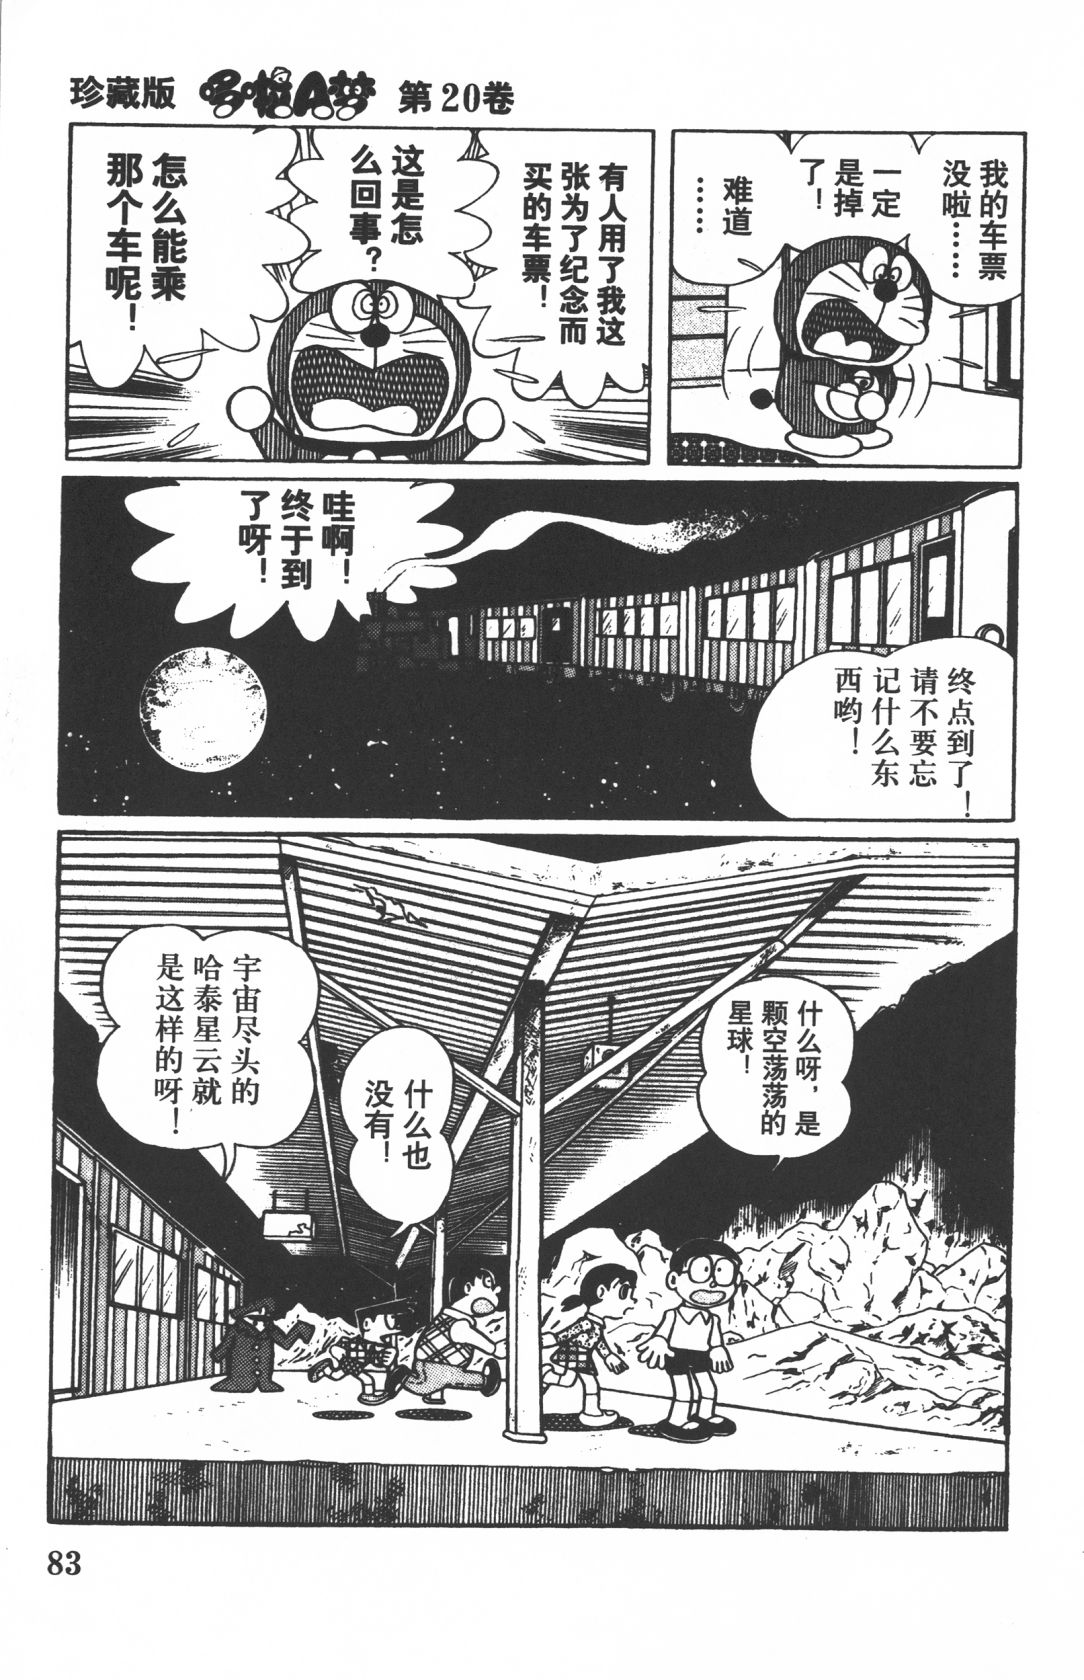 珍藏版 哆啦A梦 第20卷
我的车票
没啦……
一定
是掉
了！
难道
……
有人用了我这
张为了纪念而
买的车票！
这是怎
么回事？
怎么能乘
那个车呢！
哇啊！
终于到
了呀！
终点到了！
请不要忘
记什么东
西哟！
什么呀，是
颗空荡荡的
星球！
什么也
没有！
宇宙尽头的
哈泰星云就
是这样的呀！
83